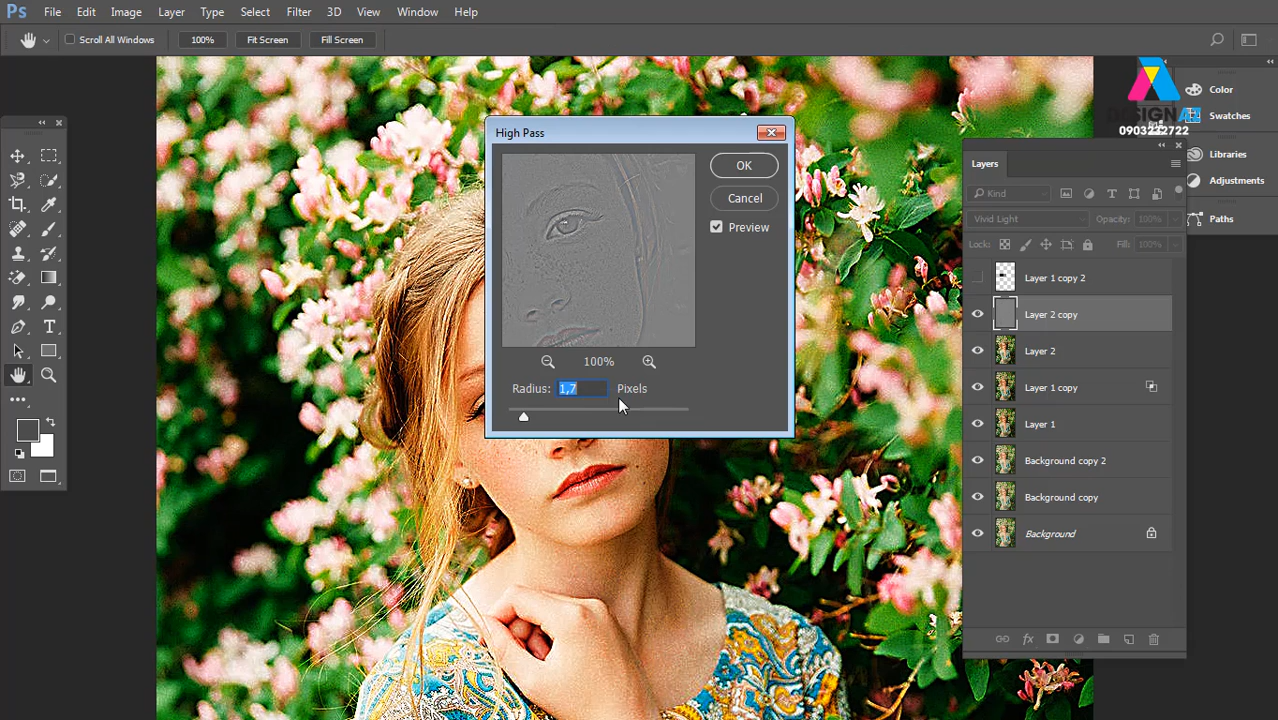 Ps File Edit Image Layer Type Select Filter 3D View Window Help
Scroll All Windows 100% Fit Screen Fill Screen
DESIGN
0903222722
Color
Swatches
Libraries
Adjustments
Paths
High Pass
OK
Cancel
Preview
100%
Radius: 1,7 Pixels
Layers
Kind
Vivid Light Opacity: 100%
Lock: Fill: 100%
Layer 1 copy 2
Layer 2 copy
Layer 2
Layer 1 copy
Layer 1
Background copy 2
Background copy
Background
fx